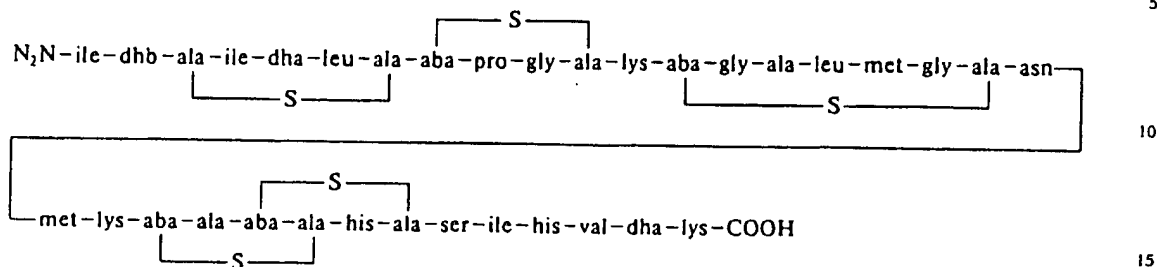 5
S
N₂N-ile-dhb-ala-ile-dha-leu-ala-aba-pro-gly-ala-lys-aba-gly-ala-leu-met-gly-ala-asn
S S
10
S
met-lys-aba-ala-aba-ala-his-ala-ser-ile-his-val-dha-lys-COOH
S
15